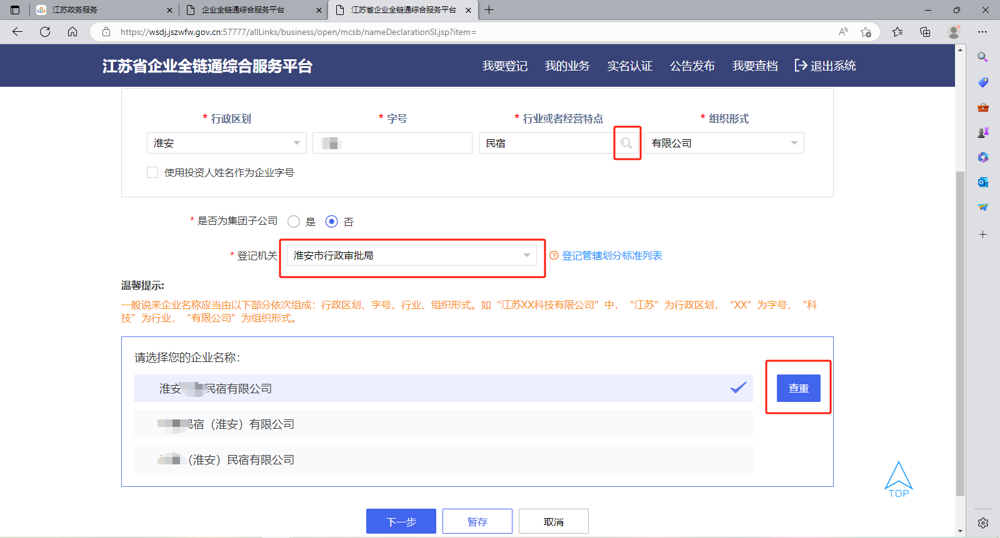 江苏政务服务
企业全链通综合服务平台
江苏省企业全链通综合服务平台
https://wsdj.jszwfw.gov.cn:57777/allLinks/business/open/mcsb/nameDeclarationSl.jsp?item=
江苏省企业全链通综合服务平台
我要登记 我的业务 实名认证 公告发布 我要查档 退出系统
* 行政区划 * 字号 * 行业或者经营特点 * 组织形式
淮安 民宿 有限公司
使用投资人姓名作为企业字号
* 是否为集团子公司 是 否
* 登记机关 淮安市行政审批局 登记管辖划分标准列表
温馨提示:
一般说来企业名称应当由以下部分依次组成：行政区划、字号、行业、组织形式。如“江苏XX科技有限公司”中，“江苏”为行政区划，“XX”为字号，“科
技”为行业，“有限公司”为组织形式。
请选择您的企业名称：
淮安 民宿有限公司
查重
宿（淮安）有限公司
（淮安）民宿有限公司
TOP
下一步 暂存 取消